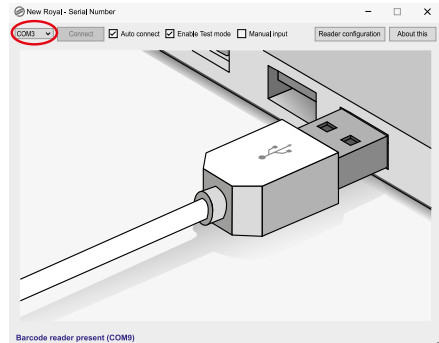 New Royal - Serial Number
COM3 Connect Auto connect Enable Test mode Manual input Reader configuration About this
Barcode reader present (COM9)